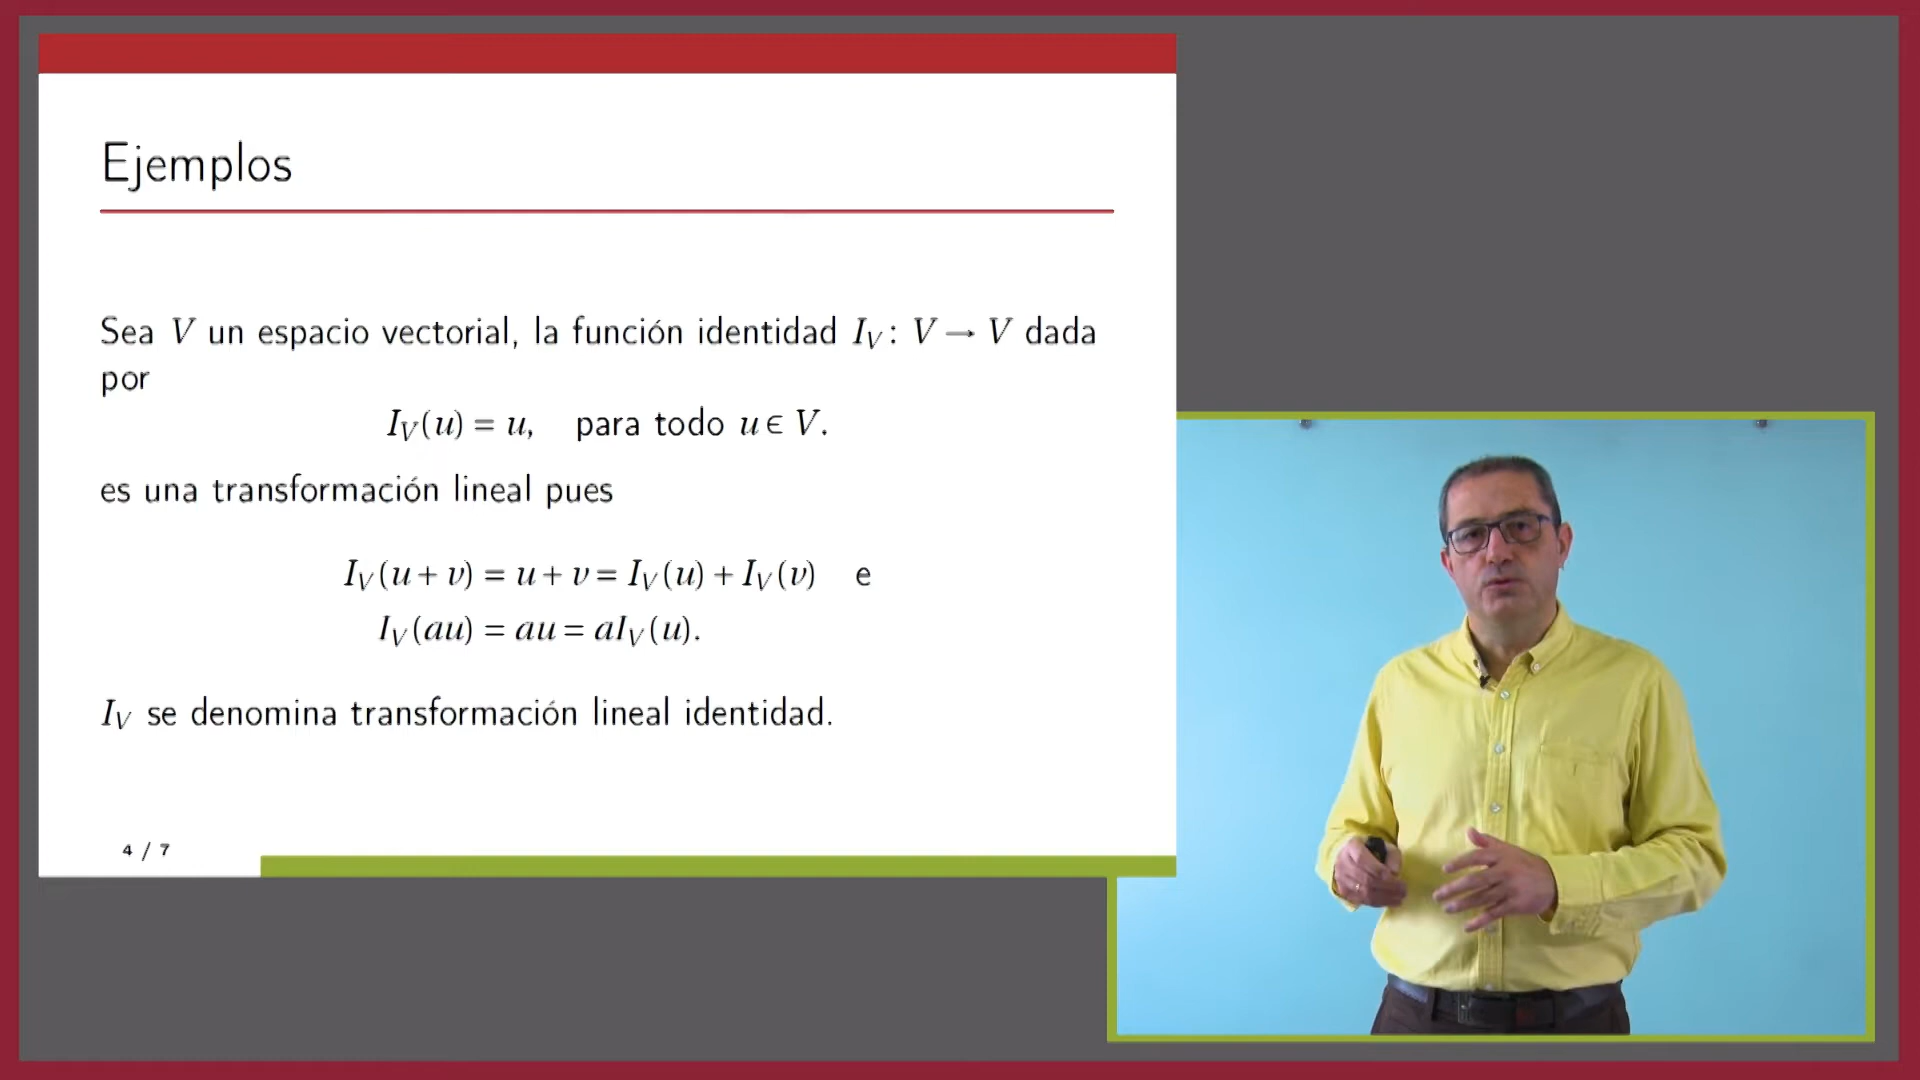 Ejemplos
Sea V un espacio vectorial, la función identidad I_V : V → V dada
por
I_V(u) = u, para todo u ∈ V.
es una transformación lineal pues
I_V(u + v) = u + v = I_V(u) + I_V(v) e
I_V(au) = au = aI_V(u).
I_V se denomina transformación lineal identidad.
4 / 7